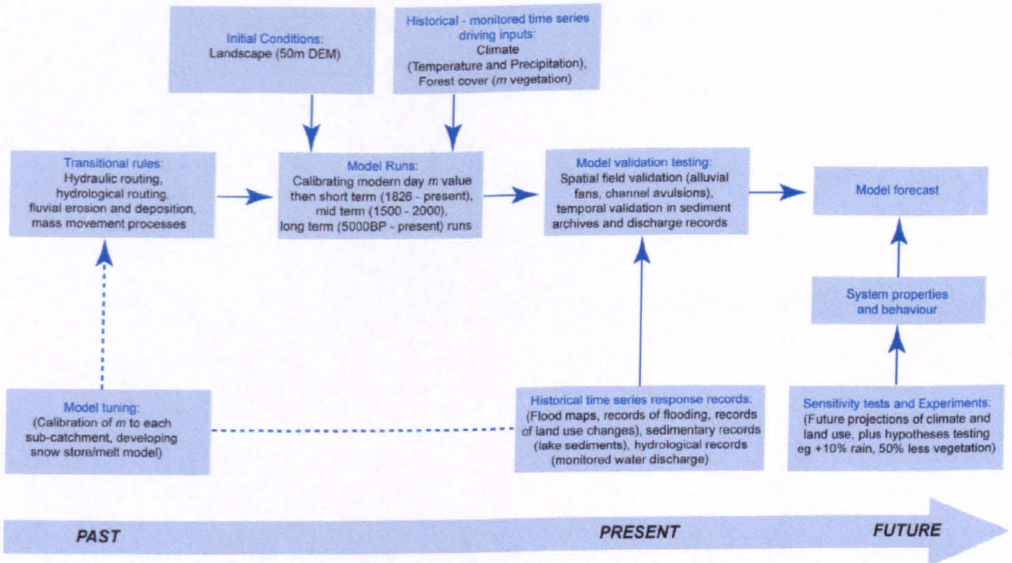 Initial Conditions:
Landscape (50m DEM)
Historical - monitored time series
driving inputs:
Climate
(Temperature and Precipitation),
Forest cover (m vegetation)
Transitional rules:
Hydraulic routing,
hydrological routing,
fluvial erosion and deposition,
mass movement processes
Model Runs:
Calibrating modern day m value
then short term (1826 - present),
mid term (1500 - 2000),
long term (5000BP - present) runs
Model validation testing:
Spatial field validation (alluvial
fans, channel avulsions),
temporal validation in sediment
archives and discharge records
Model forecast
System properties
and behaviour
Model tuning:
(Calibration of m to each
sub-catchment, developing
snow store/melt model)
Historical time series response records:
(Flood maps, records of flooding, records
of land use changes), sedimentary records
(lake sediments), hydrological records
(monitored water discharge)
Sensitivity tests and Experiments:
(Future projections of climate and
land use, plus hypotheses testing
eg +10% rain, 50% less vegetation)
PAST
PRESENT
FUTURE